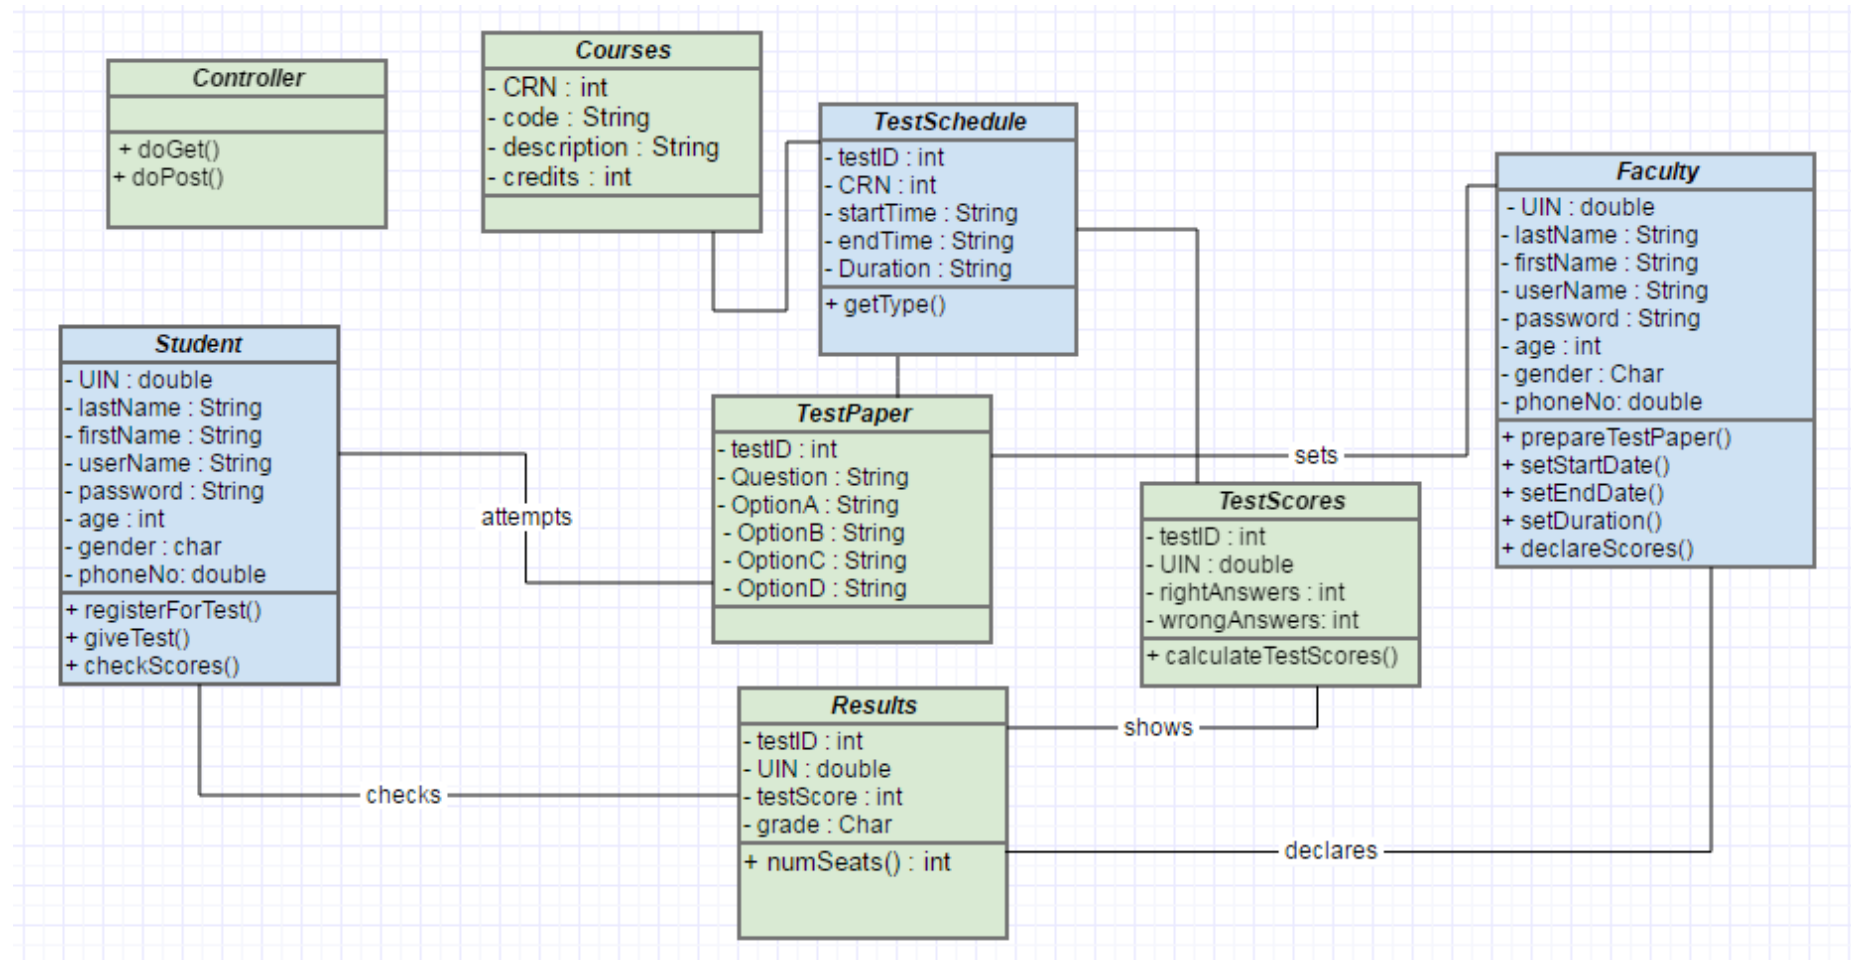 Controller
+ doGet()
+ doPost()
Courses
- CRN : int
- code : String
- description : String
- credits : int
TestSchedule
- testID : int
- CRN : int
- startTime : String
- endTime : String
- Duration : String
+ getType()
Faculty
- UIN : double
- lastName : String
- firstName : String
- userName : String
- password : String
- age : int
- gender : Char
- phoneNo: double
+ prepareTestPaper()
+ setStartDate()
+ setEndDate()
+ setDuration()
+ declareScores()
Student
- UIN : double
- lastName : String
- firstName : String
- userName : String
- password : String
- age : int
- gender : char
- phoneNo: double
+ registerForTest()
+ giveTest()
+ checkScores()
attempts
TestPaper
- testID : int
- Question : String
- OptionA : String
- OptionB : String
- OptionC : String
- OptionD : String
sets
TestScores
- testID : int
- UIN : double
- rightAnswers : int
- wrongAnswers: int
+ calculateTestScores()
Results
- testID : int
- UIN : double
- testScore : int
- grade : Char
+ numSeats() : int
shows
checks
declares